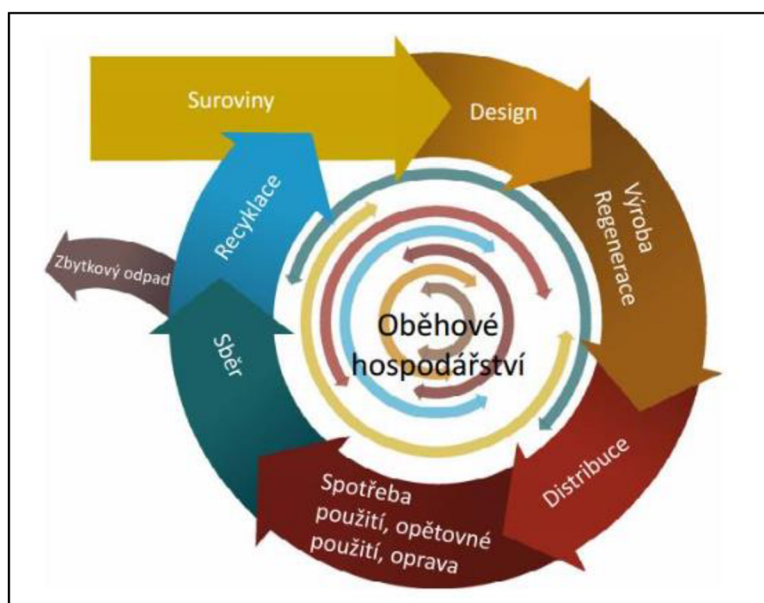 Suroviny
Design
Výroba
Regenerace
Distribuce
Spotřeba
použití, opětovné
použití, oprava
Sběr
Zbytkový odpad
Recyklace
Oběhové
hospodářství